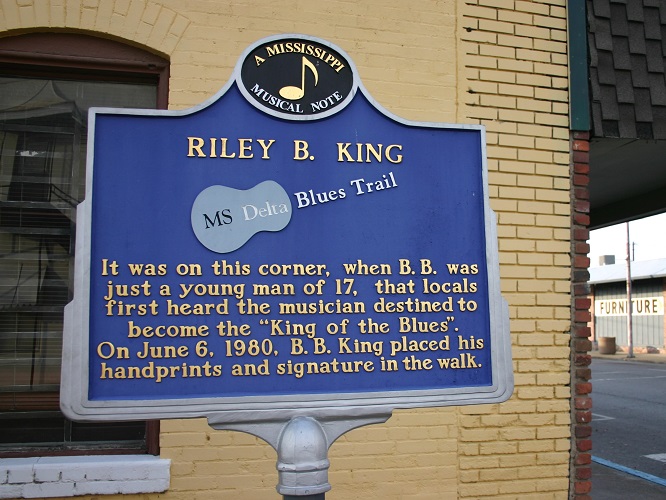 A MISSISSIPPI
MUSICAL NOTE
RILEY B. KING
MS Delta Blues Trail
It was on this corner, when B.B. was
just a young man of 17, that locals
first heard the musician destined to
become the "King of the Blues".
On June 6, 1980, B.B. King placed his
handprints and signature in the walk.
FURNITURE